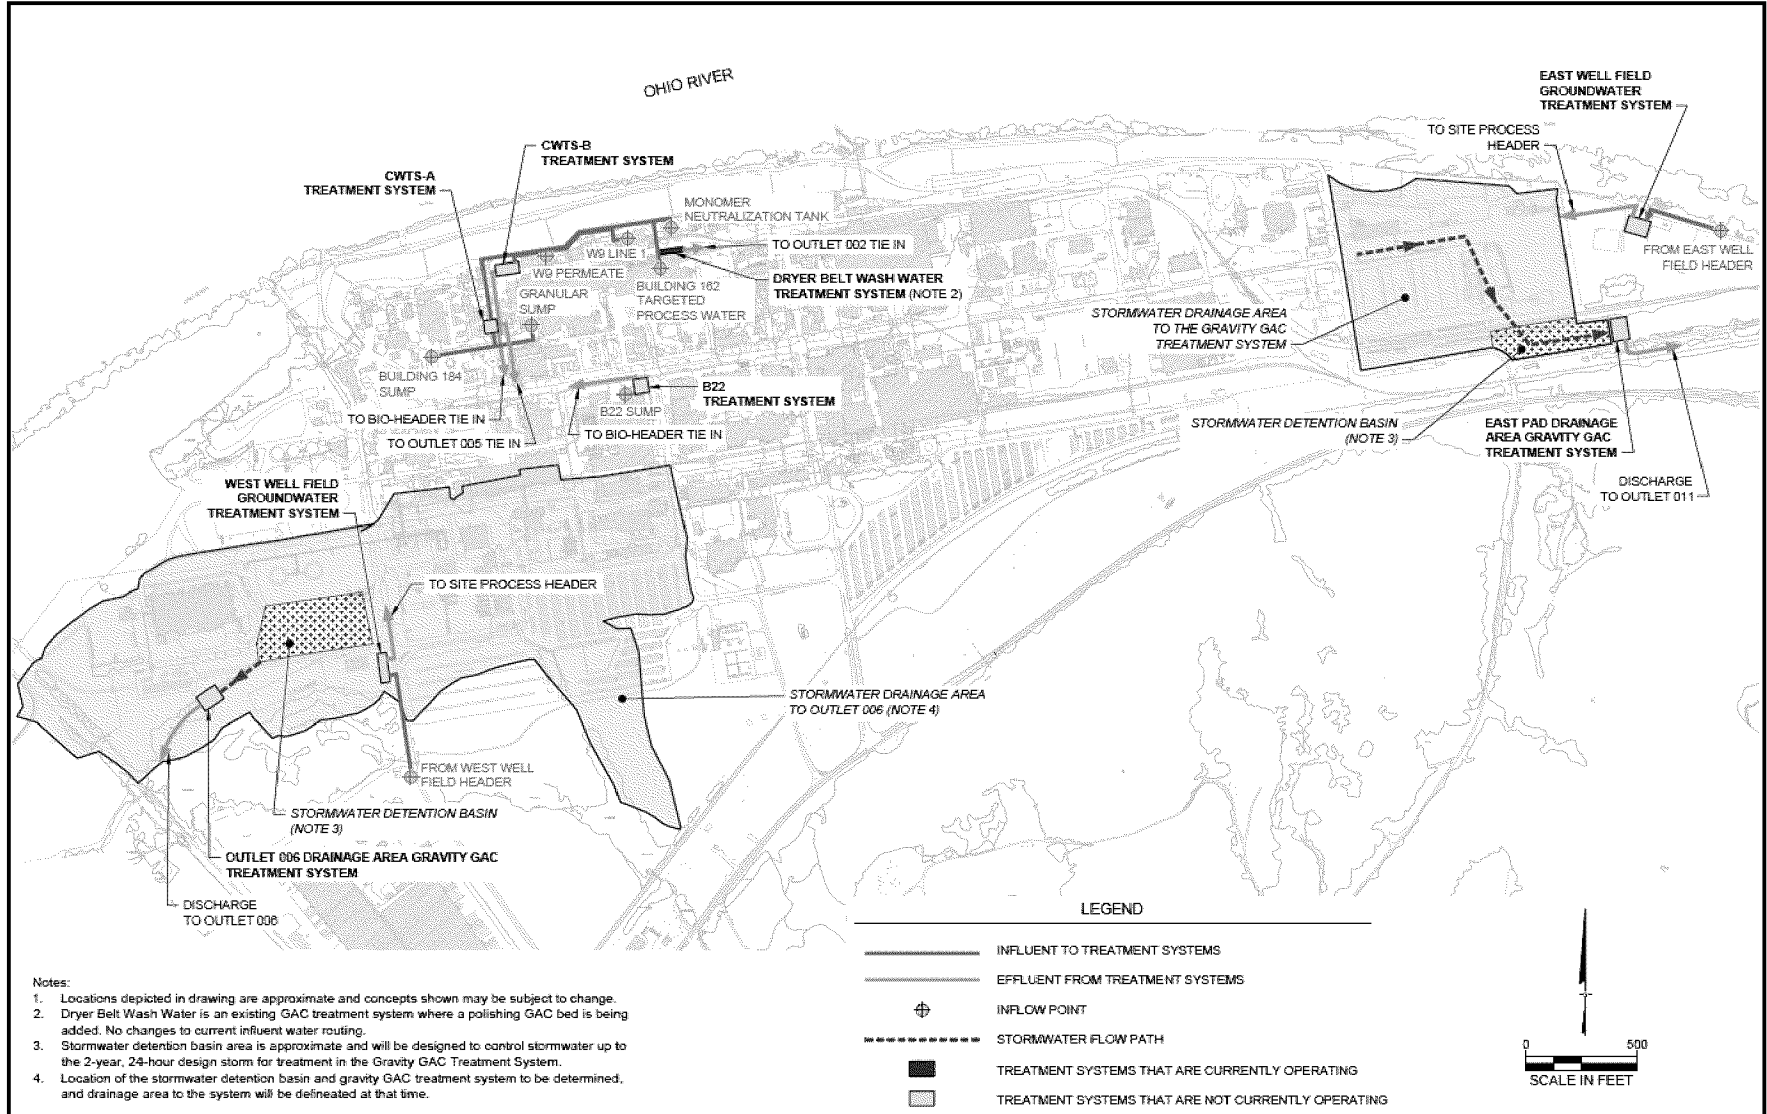 OHIO RIVER
EAST WELL FIELD
GROUNDWATER
TREATMENT SYSTEM
TO SITE PROCESS
HEADER
CWTS-B
TREATMENT SYSTEM
CWTS-A
TREATMENT SYSTEM
MONOMER
NEUTRALIZATION TANK
W9 LINE 1
TO OUTLET 002 TIE IN
FROM EAST WELL
FIELD HEADER
W9 PERMEATE
GRANULAR
SUMP
BUILDING 162
TARGETED
PROCESS WATER
DRYER BELT WASH WATER
TREATMENT SYSTEM (NOTE 2)
STORMWATER DRAINAGE AREA
TO THE GRAVITY GAC
TREATMENT SYSTEM
BUILDING 184
SUMP
B22
TREATMENT SYSTEM
B22 SUMP
TO BIO-HEADER TIE IN
TO OUTLET 005 TIE IN
TO BIO-HEADER TIE IN
STORMWATER DETENTION BASIN
(NOTE 3)
EAST PAD DRAINAGE
AREA GRAVITY GAC
TREATMENT SYSTEM
DISCHARGE
TO OUTLET 011
WEST WELL FIELD
GROUNDWATER
TREATMENT SYSTEM
TO SITE PROCESS HEADER
STORMWATER DRAINAGE AREA
TO OUTLET 006 (NOTE 4)
FROM WEST WELL
FIELD HEADER
STORMWATER DETENTION BASIN
(NOTE 3)
OUTLET 006 DRAINAGE AREA GRAVITY GAC
TREATMENT SYSTEM
DISCHARGE
TO OUTLET 006
LEGEND
INFLUENT TO TREATMENT SYSTEMS
EFFLUENT FROM TREATMENT SYSTEMS
INFLOW POINT
STORMWATER FLOW PATH
TREATMENT SYSTEMS THAT ARE CURRENTLY OPERATING
TREATMENT SYSTEMS THAT ARE NOT CURRENTLY OPERATING
0 500
SCALE IN FEET
Notes:
1. Locations depicted in drawing are approximate and concepts shown may be subject to change.
2. Dryer Belt Wash Water is an existing GAC treatment system where a polishing GAC bed is being
added. No changes to current influent water routing.
3. Stormwater detention basin area is approximate and will be designed to control stormwater up to
the 2-year, 24-hour design storm for treatment in the Gravity GAC Treatment System.
4. Location of the stormwater detention basin and gravity GAC treatment system to be determined,
and drainage area to the system will be delineated at that time.